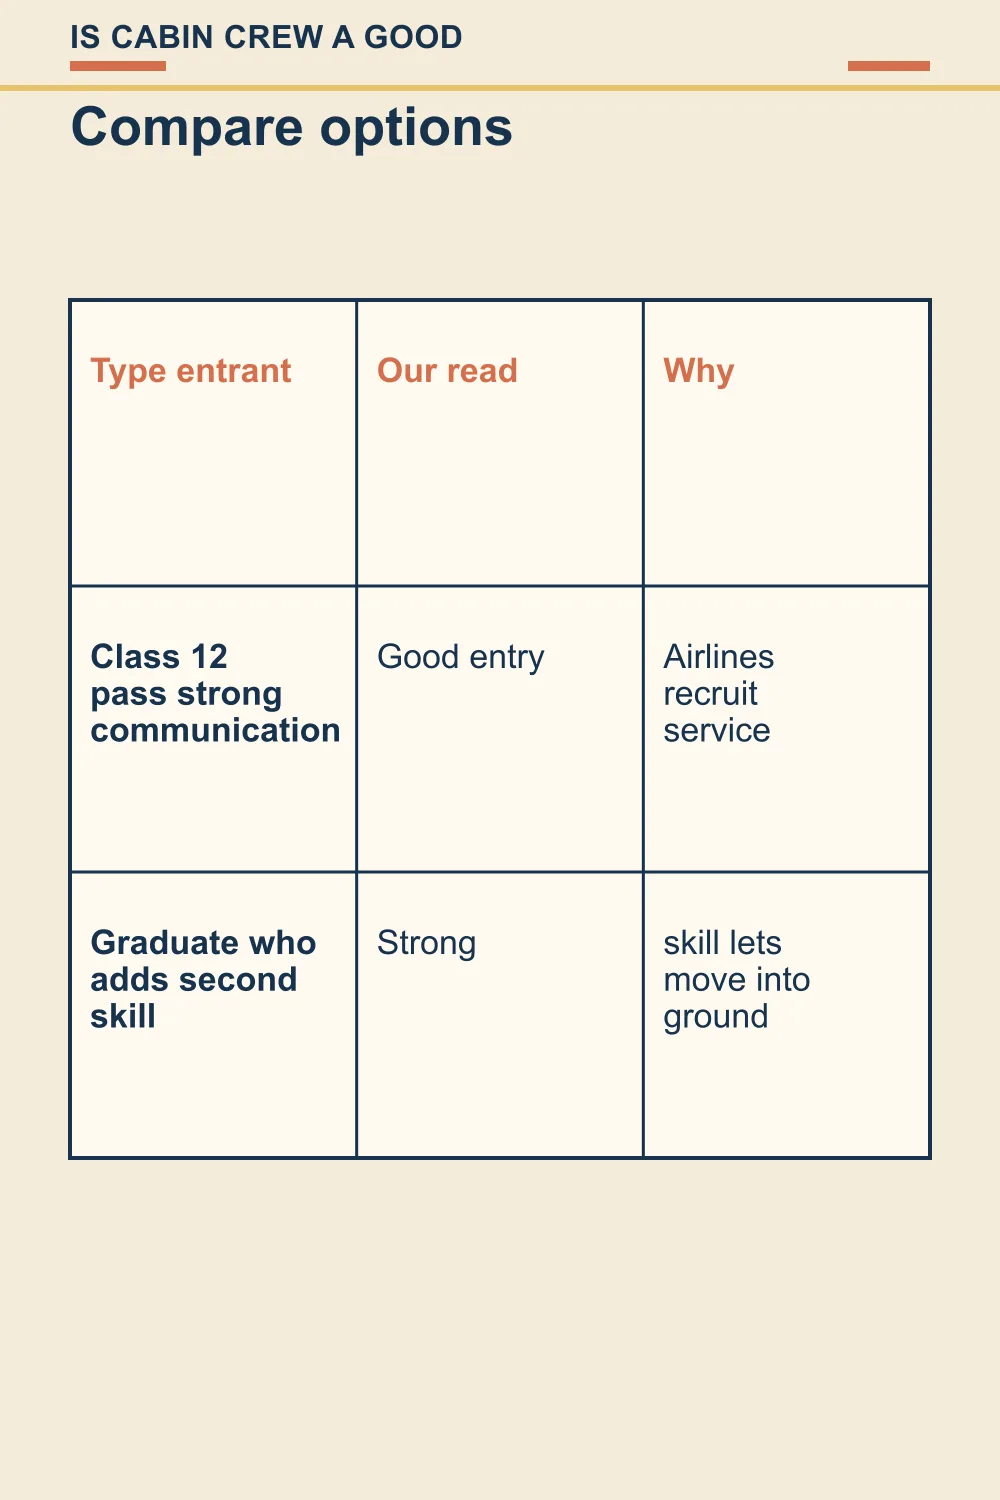 IS CABIN CREW A GOOD
Compare options
Type entrant
Our read
Why
Class 12
pass strong
communication
Good entry
Airlines
recruit
service
Graduate who
adds second
skill
Strong
skill lets
move into
ground